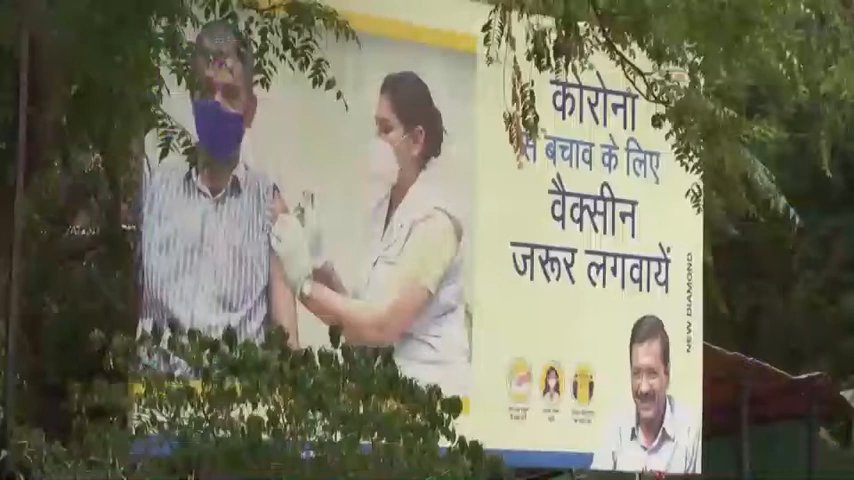 कोरोना
से बचाव के लिए
वैक्सीन
जरूर लगवायें
NEW DIAMOND